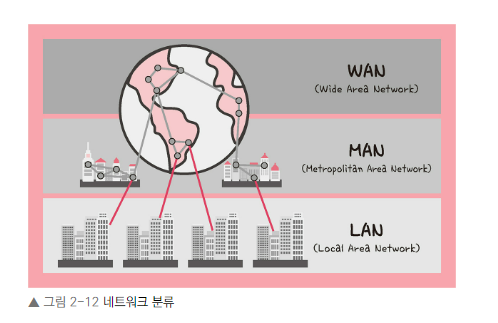 WAN
(Wide Area Network)
MAN
(Metropolitan Area Network)
LAN
(Local Area Network)
▲ 그림 2-12 네트워크 분류